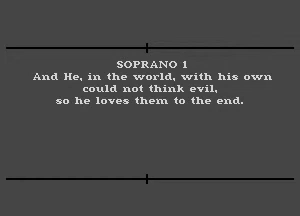 SOPRANO 1
And He, in the world, with his own
could not think evil,
so he loves them to the end.